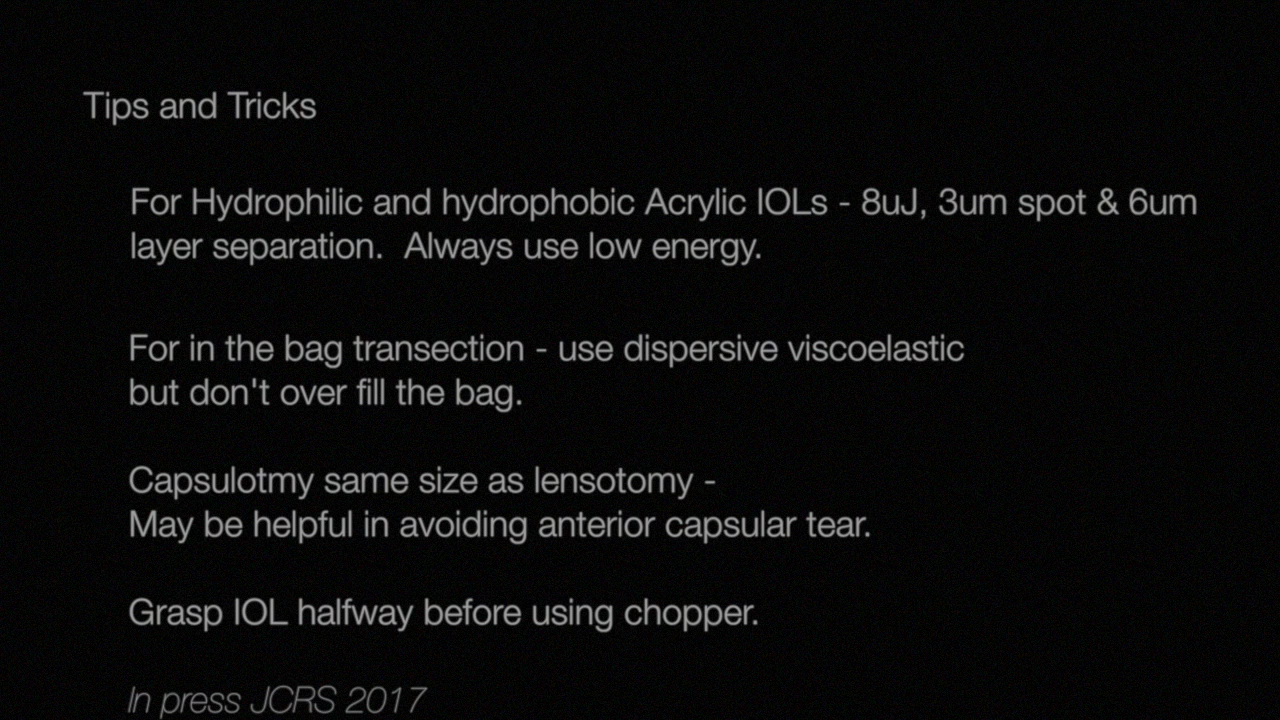 Tips and Tricks
For Hydrophilic and hydrophobic Acrylic IOLs - 8uJ, 3um spot & 6um
layer separation.  Always use low energy.
For in the bag transection - use dispersive viscoelastic
but don't over fill the bag.
Capsulotmy same size as lensotomy -
May be helpful in avoiding anterior capsular tear.
Grasp IOL halfway before using chopper.
In press JCRS 2017